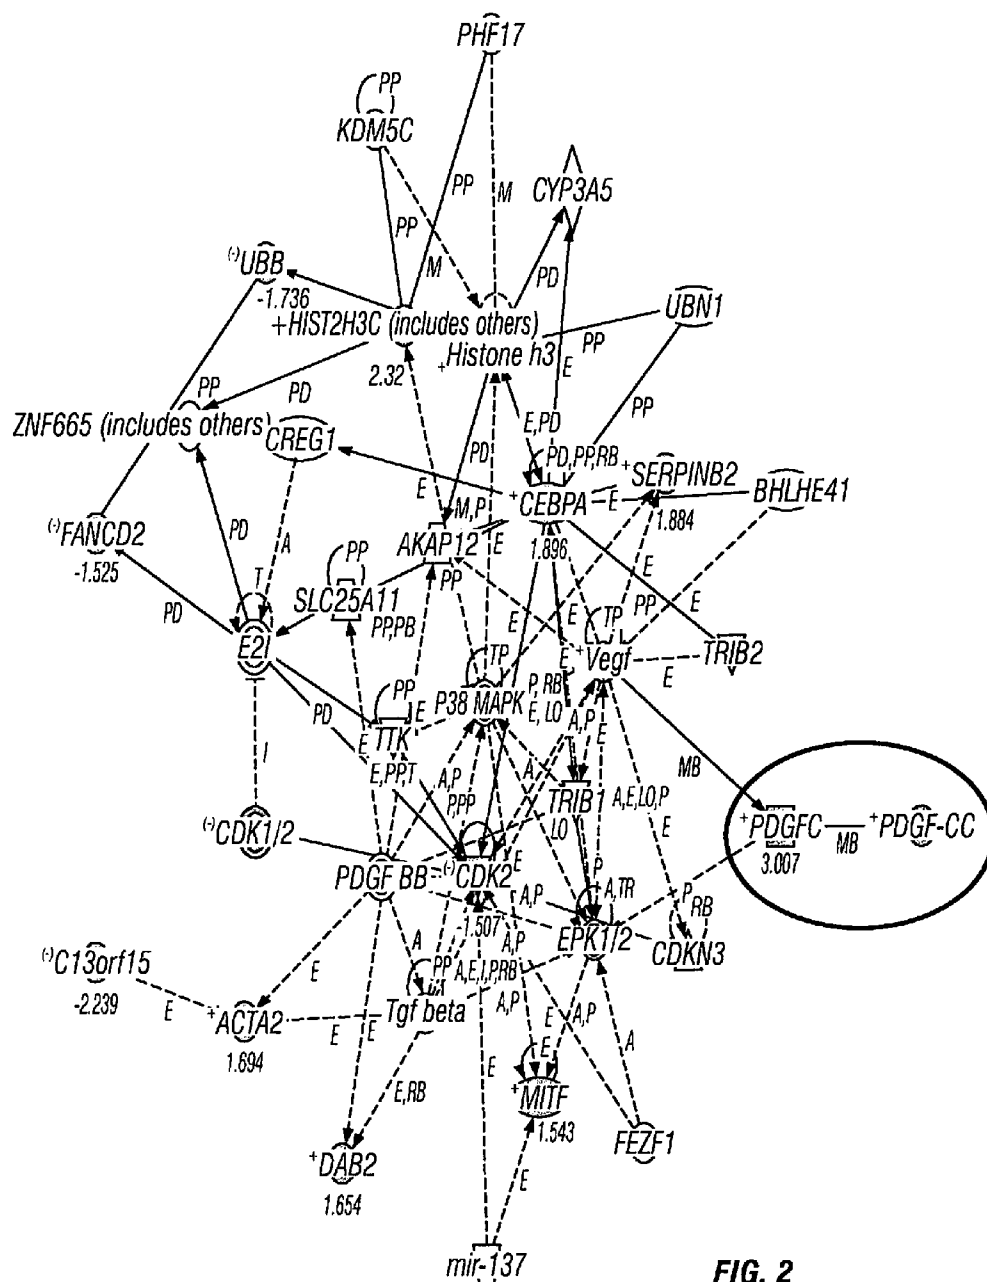 PHF17
PP
KDM5C
CYP3A5
PP
M
PP
(-)UBB
-1.736
M
PD
UBN1
+HIST2H3C (includes others)
+Histone h3
PP
2.32
E
PP
PD
ZNF665 (includes others)
CREG1
E,PD
PP
PD
PD,PP,RB
+SERPINB2
E
M,P
+CEBPA
E
BHLHE41
1.884
(-)FANCD2
-1.525
PD
A
AKAP12
E
1.896
E
PP
PP
T
SLC25A11
PP,PB
E
PP
E
PD
E2f
TP
+Vegf
TRIB2
TP
E
E
P38 MAPK
P, RB
E, LO
PD
PP
E
TTK
E
A,P
E
E,PP,T
A,P
A
MB
I
P,PP
TRIB1
A,E,LO,P
LO
E
(-)CDK1/2
+PDGFC
MB
+PDGF-CC
3.007
PDGF BB
(-)CDK2
E
P
P
-1.507
A,P
A,TR
RB
EPK1/2
CDKN3
A
A,P
(-)C13orf15
-2.239
E
PP
A,E,I,P,RB
E
+ACTA2
1.694
E
E
Tgf beta
A,P
E
A,P
A
E,RB
E
E
+MITF
1.543
FEZF1
+DAB2
1.654
E
mir-137
FIG. 2